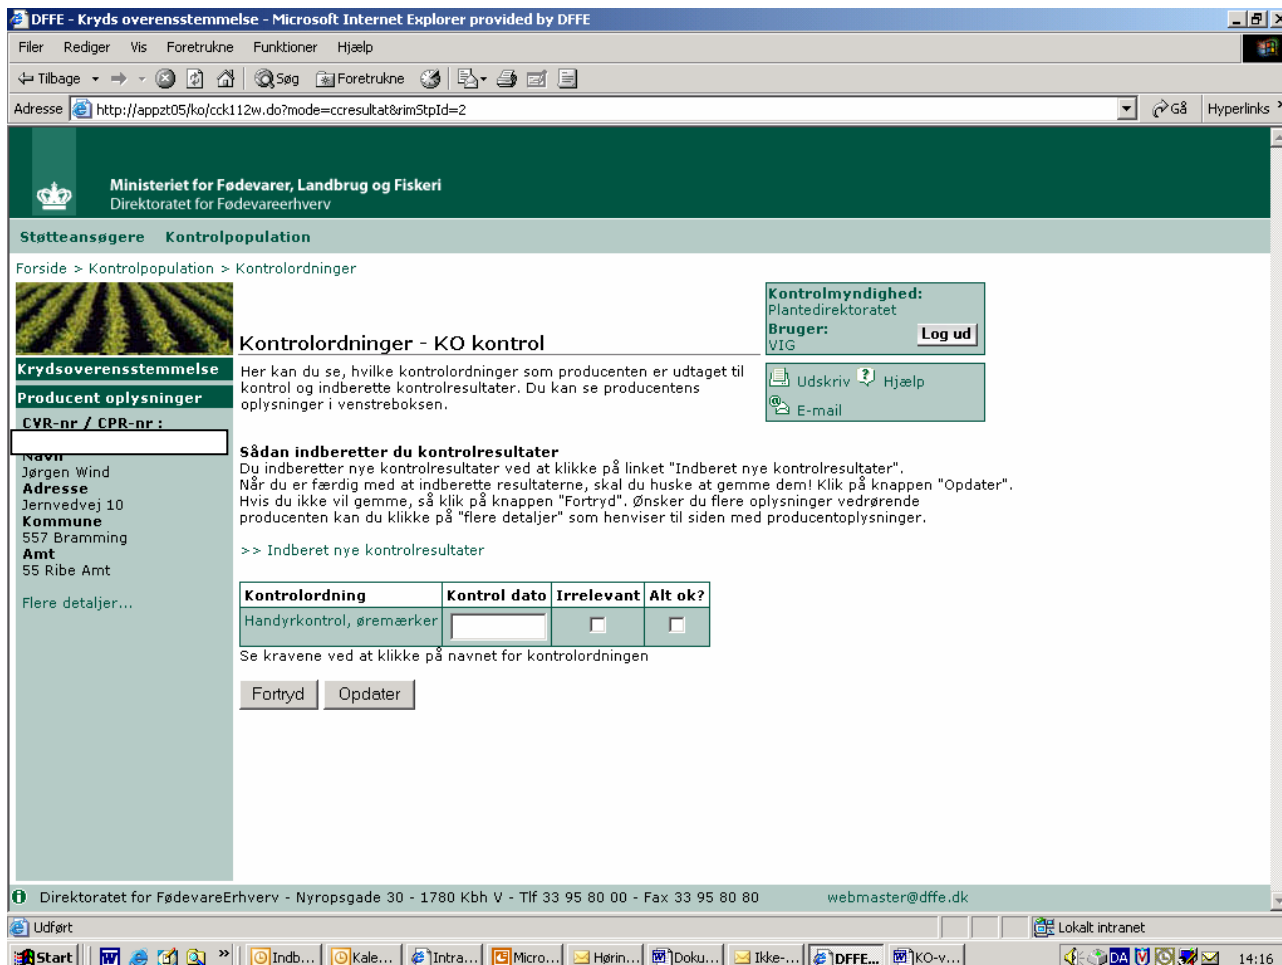 DFFE - Kryds overensstemmelse - Microsoft Internet Explorer provided by DFFE
Filer Rediger Vis Foretrukne Funktioner Hjælp
Tilbage Søg Foretrukne
Adresse http://appzt05/ko/cck112w.do?mode=ccresultat&rimStpId=2 Gå Hyperlinks
Ministeriet for Fødevarer, Landbrug og Fiskeri
Direktoratet for Fødevareerhverv
Støtteansøgere Kontrolpopulation
Forside > Kontrolpopulation > Kontrolordninger
Kontrolmyndighed:
Plantedirektoratet
Bruger:
VIG
Log ud
Udskriv Hjælp
E-mail
Krydsoverensstemmelse
Producent oplysninger
CVR-nr / CPR-nr :
Navn
Jørgen Wind
Adresse
Jernvedvej 10
Kommune
557 Bramming
Amt
55 Ribe Amt
Flere detaljer...
Kontrolordninger - KO kontrol
Her kan du se, hvilke kontrolordninger som producenten er udtaget til
kontrol og indberette kontrolresultater. Du kan se producentens
oplysninger i venstreboksen.
Sådan indberetter du kontrolresultater
Du indberetter nye kontrolresultater ved at klikke på linket "Indberet nye kontrolresultater".
Når du er færdig med at indberette resultaterne, skal du huske at gemme dem! Klik på knappen "Opdater".
Hvis du ikke vil gemme, så klik på knappen "Fortryd". Ønsker du flere oplysninger vedrørende
producenten kan du klikke på "flere detaljer" som henviser til siden med producentoplysninger.
>> Indberet nye kontrolresultater
Kontrolordning Kontrol dato Irrelevant Alt ok?
Handyrkontrol, øremærker
Se kravene ved at klikke på navnet for kontrolordningen
Fortryd Opdater
Direktoratet for FødevareErhverv - Nyropsgade 30 - 1780 Kbh V - Tlf 33 95 80 00 - Fax 33 95 80 80 webmaster@dffe.dk
Udført Lokalt intranet
Start » Indb... Kale... Intra... Micro... Hørin... Doku... Ikke-... DFFE... KO-v... DA 14:16